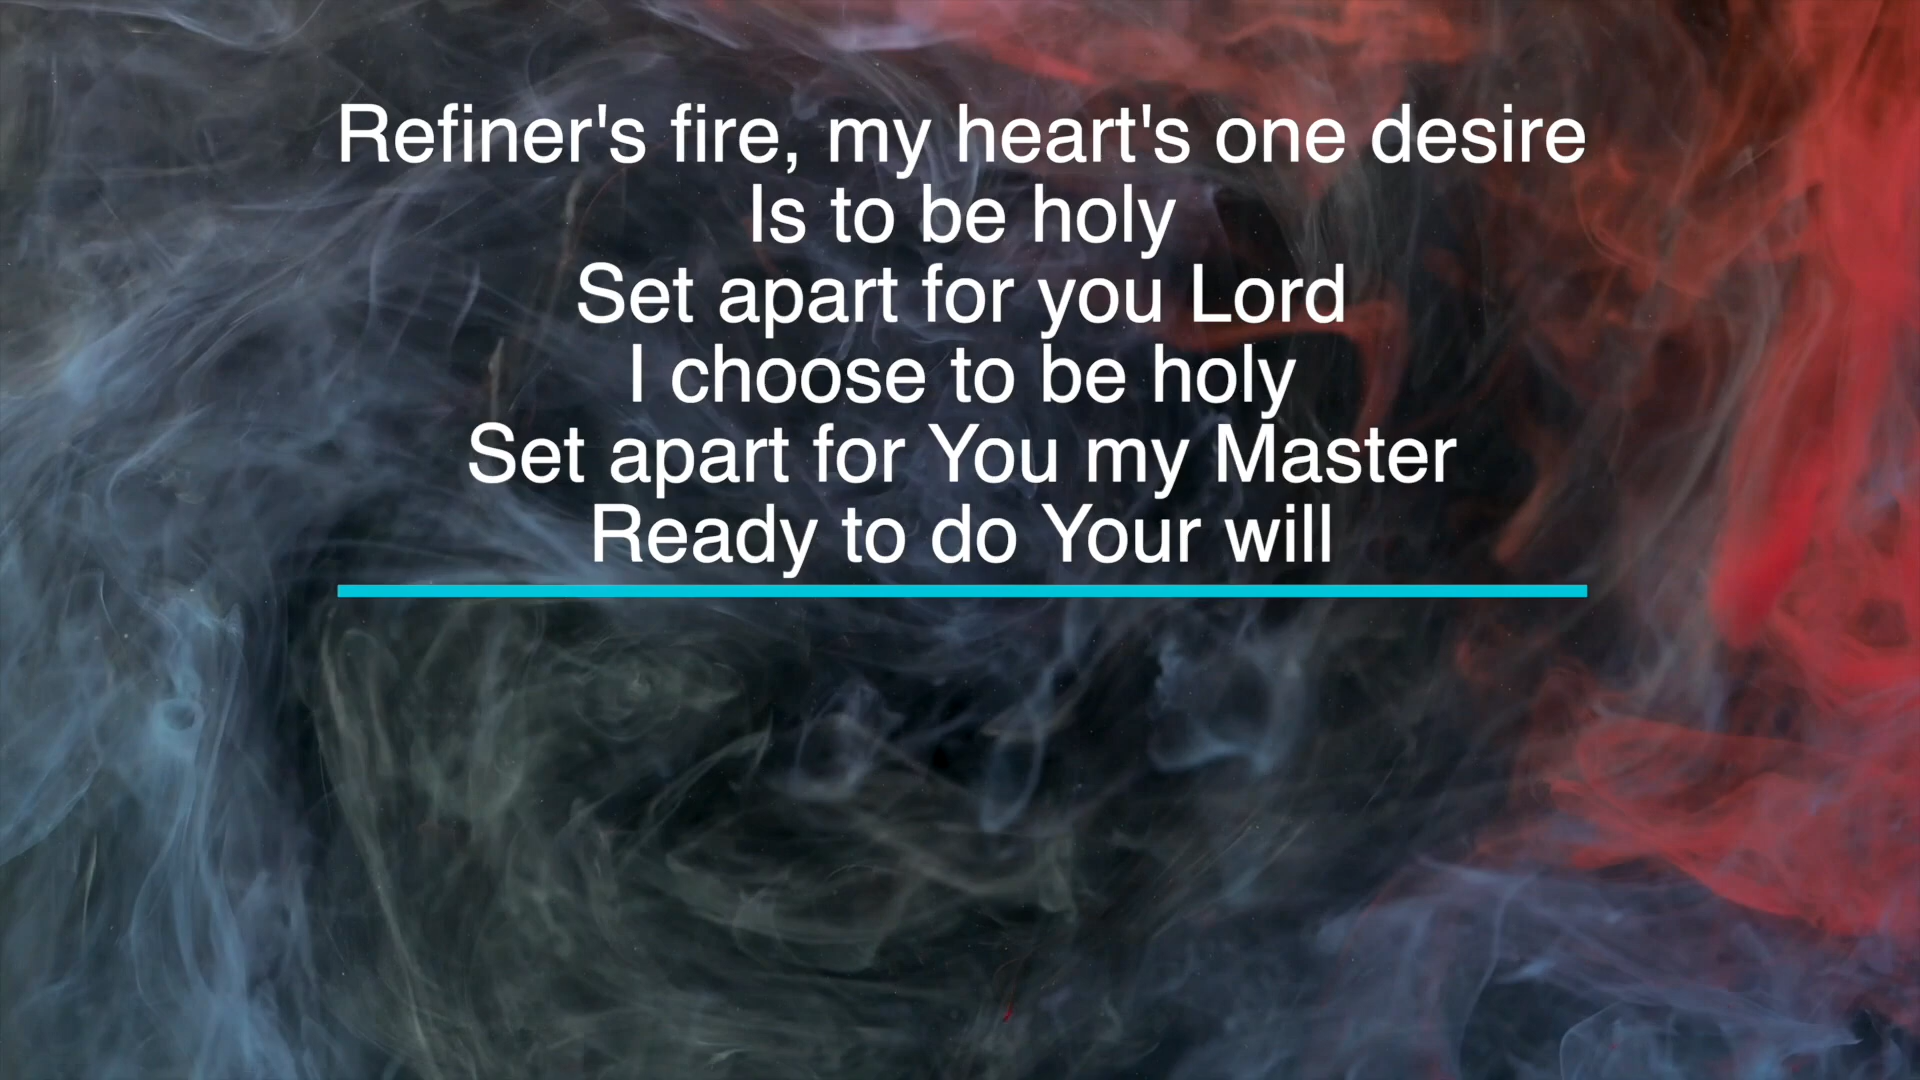 Refiner's fire, my heart's one desire
Is to be holy
Set apart for you Lord
I choose to be holy
Set apart for You my Master
Ready to do Your will